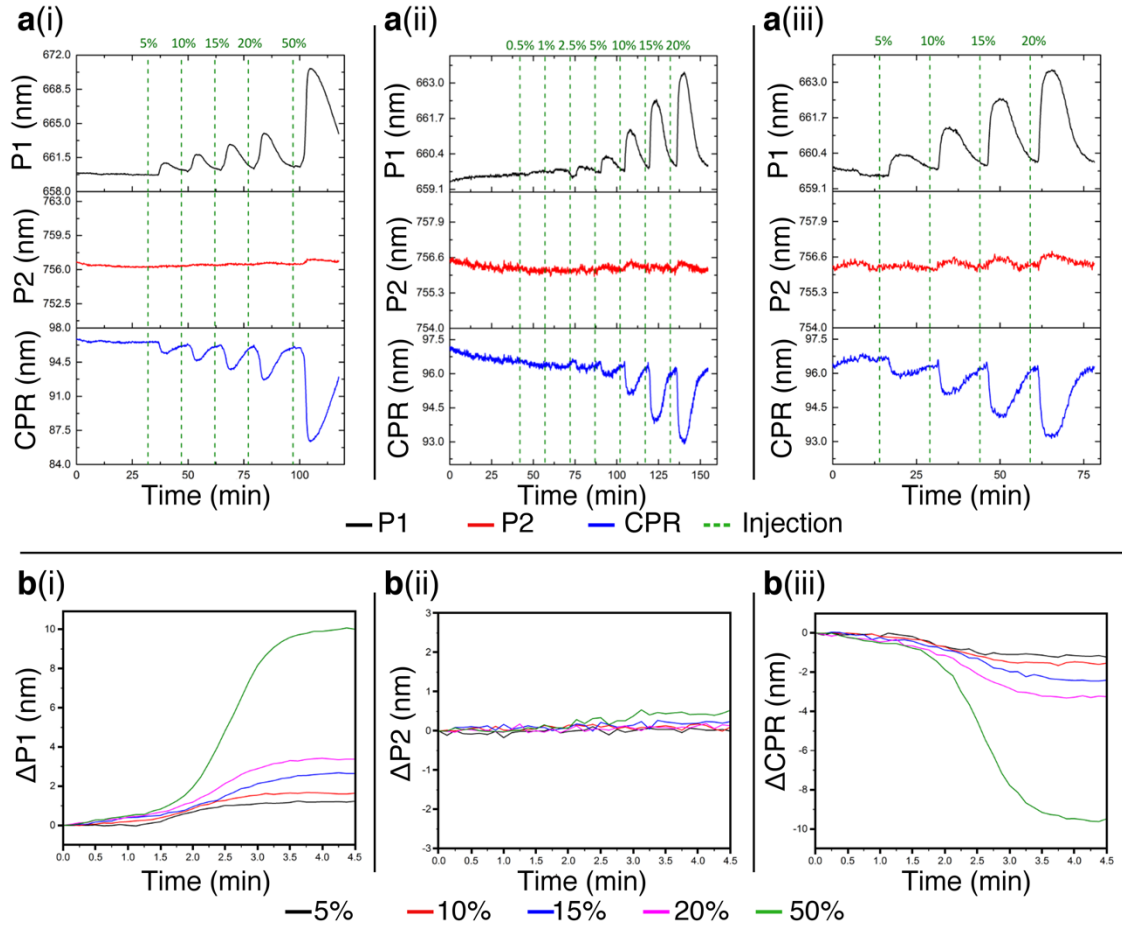 a(i)
5% 10% 15% 20% 50%
672.0
668.5
665.0
661.5
658.0
P1 (nm)
763.0
759.5
756.0
752.5
P2 (nm)
98.0
94.5
91.0
87.5
84.0
CPR (nm)
0 25 50 75 100
Time (min)
a(ii)
0.5% 1% 2.5% 5% 10% 15% 20%
663.0
661.7
660.4
659.1
P1 (nm)
757.9
756.6
755.3
754.0
P2 (nm)
97.5
96.0
94.5
93.0
CPR (nm)
0 25 50 75 100 125 150
Time (min)
a(iii)
5% 10% 15% 20%
663.0
661.7
660.4
659.1
P1 (nm)
757.9
756.6
755.3
754.0
P2 (nm)
97.5
96.0
94.5
93.0
CPR (nm)
0 25 50 75
Time (min)
P1 P2 CPR Injection
b(i)
10
8
6
4
2
0
ΔP1 (nm)
0.0 0.5 1.0 1.5 2.0 2.5 3.0 3.5 4.0 4.5
Time (min)
b(ii)
3
2
1
0
-1
-2
-3
ΔP2 (nm)
0.0 0.5 1.0 1.5 2.0 2.5 3.0 3.5 4.0 4.5
Time (min)
b(iii)
0
-2
-4
-6
-8
-10
ΔCPR (nm)
0.0 0.5 1.0 1.5 2.0 2.5 3.0 3.5 4.0 4.5
Time (min)
5% 10% 15% 20% 50%